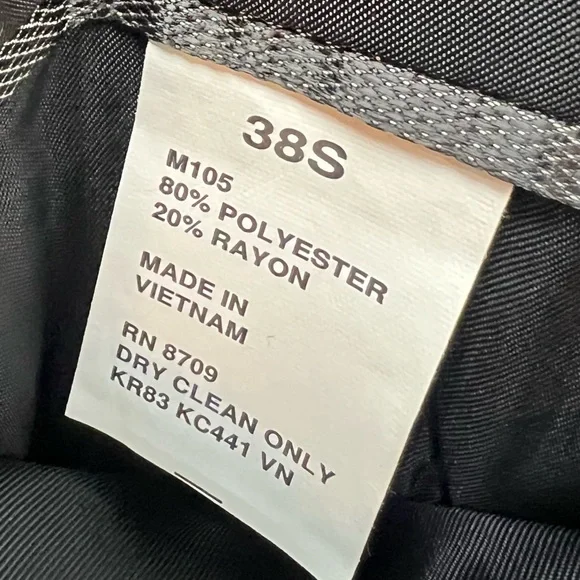 38S
M105
80% POLYESTER
20% RAYON
MADE IN
VIETNAM
RN 8709
DRY CLEAN ONLY
KR83 KC441 VN